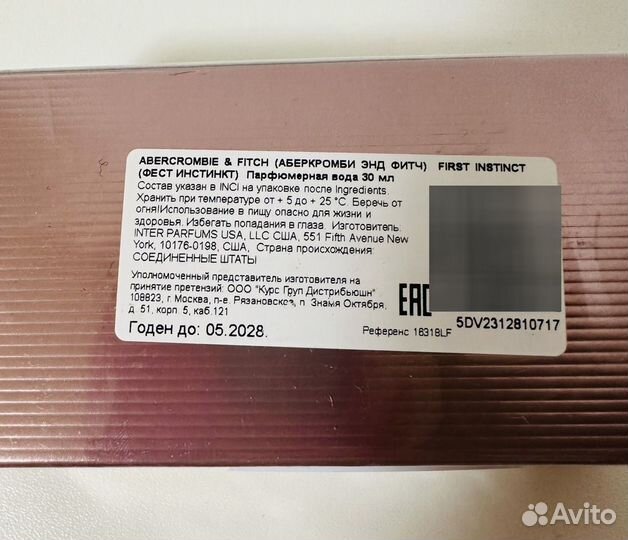 ABERCROMBIE & FITCH (АБЕРКРОМБИ ЭНД ФИТЧ) FIRST INSTINCT
(ФЕСТ ИНСТИНКТ) Парфюмерная вода 30 мл
Состав указан в INCI на упаковке после Ingredients.
Хранить при температуре от + 5 до + 25 °С. Беречь от
огня!Использование в пищу опасно для жизни и
здоровья. Избегать попадания в глаза. Изготовитель:
INTER PARFUMS USA, LLC США, 551 Fifth Avenue New
York, 10176-0198, США, Страна происхождения:
СОЕДИНЕННЫЕ ШТАТЫ
Уполномоченный представитель изготовителя на
принятие претензий: ООО "Курс Груп Дистрибьюшн"
108823, г. Москва, п-е. Рязановское, п. Знамя Октября,
д. 51, корп. 5, каб.121
Годен до: 05.2028.
EAC
Референс 16318LF
5DV2312810717
Avito